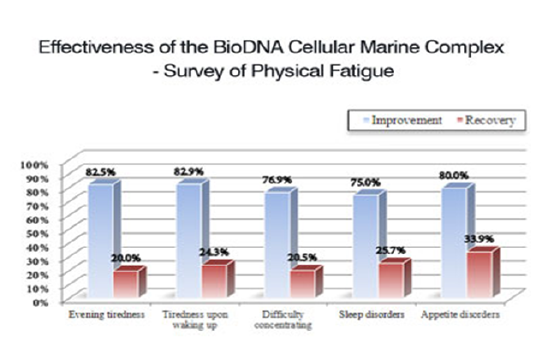 Effectiveness of the BioDNA Cellular Marine Complex
- Survey of Physical Fatigue
Improvement Recovery
100%
90%
80%
70%
60%
50%
40%
30%
20%
10%
0%
82.5% 82.9% 76.9% 75.0% 80.0%
20.0% 24.3% 20.5% 25.7% 33.9%
Evening tiredness Tiredness upon Difficulty Sleep disorders Appetite disorders
waking up concentrating